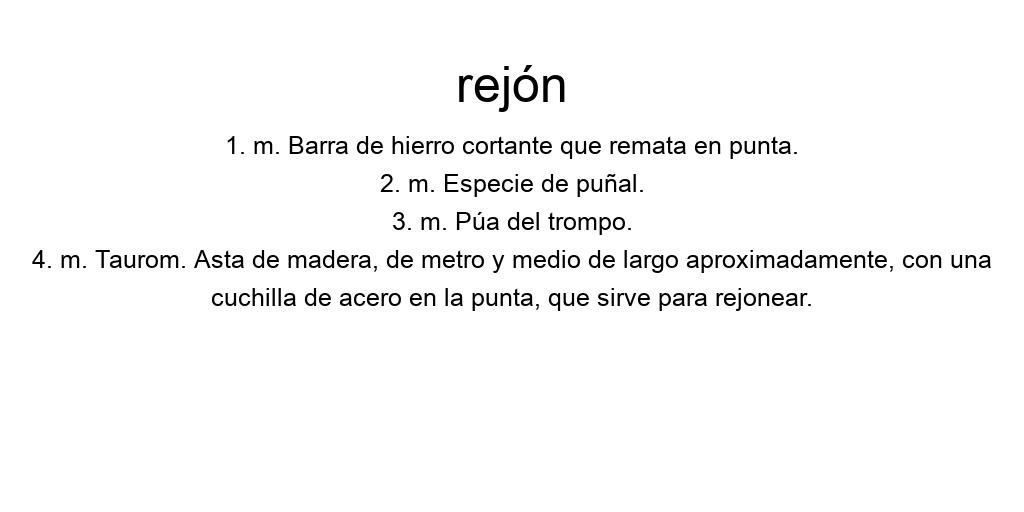 rejón
1. m. Barra de hierro cortante que remata en punta.
2. m. Especie de puñal.
3. m. Púa del trompo.
4. m. Taurom. Asta de madera, de metro y medio de largo aproximadamente, con una
cuchilla de acero en la punta, que sirve para rejonear.